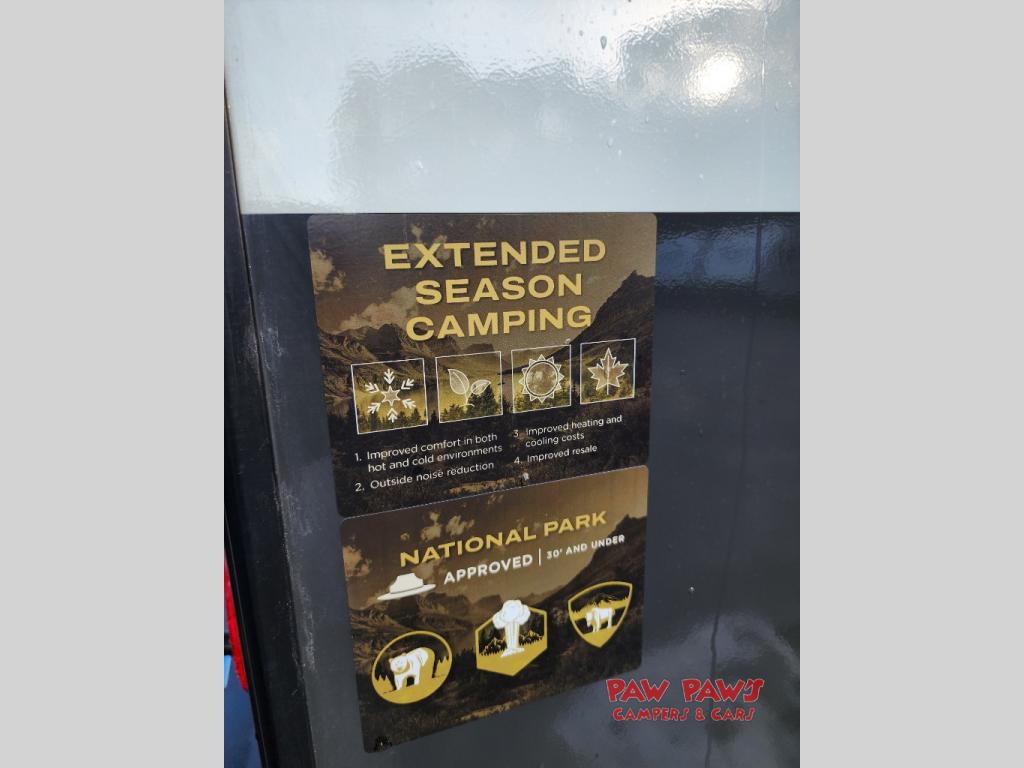 EXTENDED
SEASON
CAMPING
1. Improved comfort in both
hot and cold environments
2. Outside noise reduction
3. Improved heating and
cooling costs
4. Improved resale
NATIONAL PARK
APPROVED | 30' AND UNDER
PAW PAW'S
CAMPERS & CARS